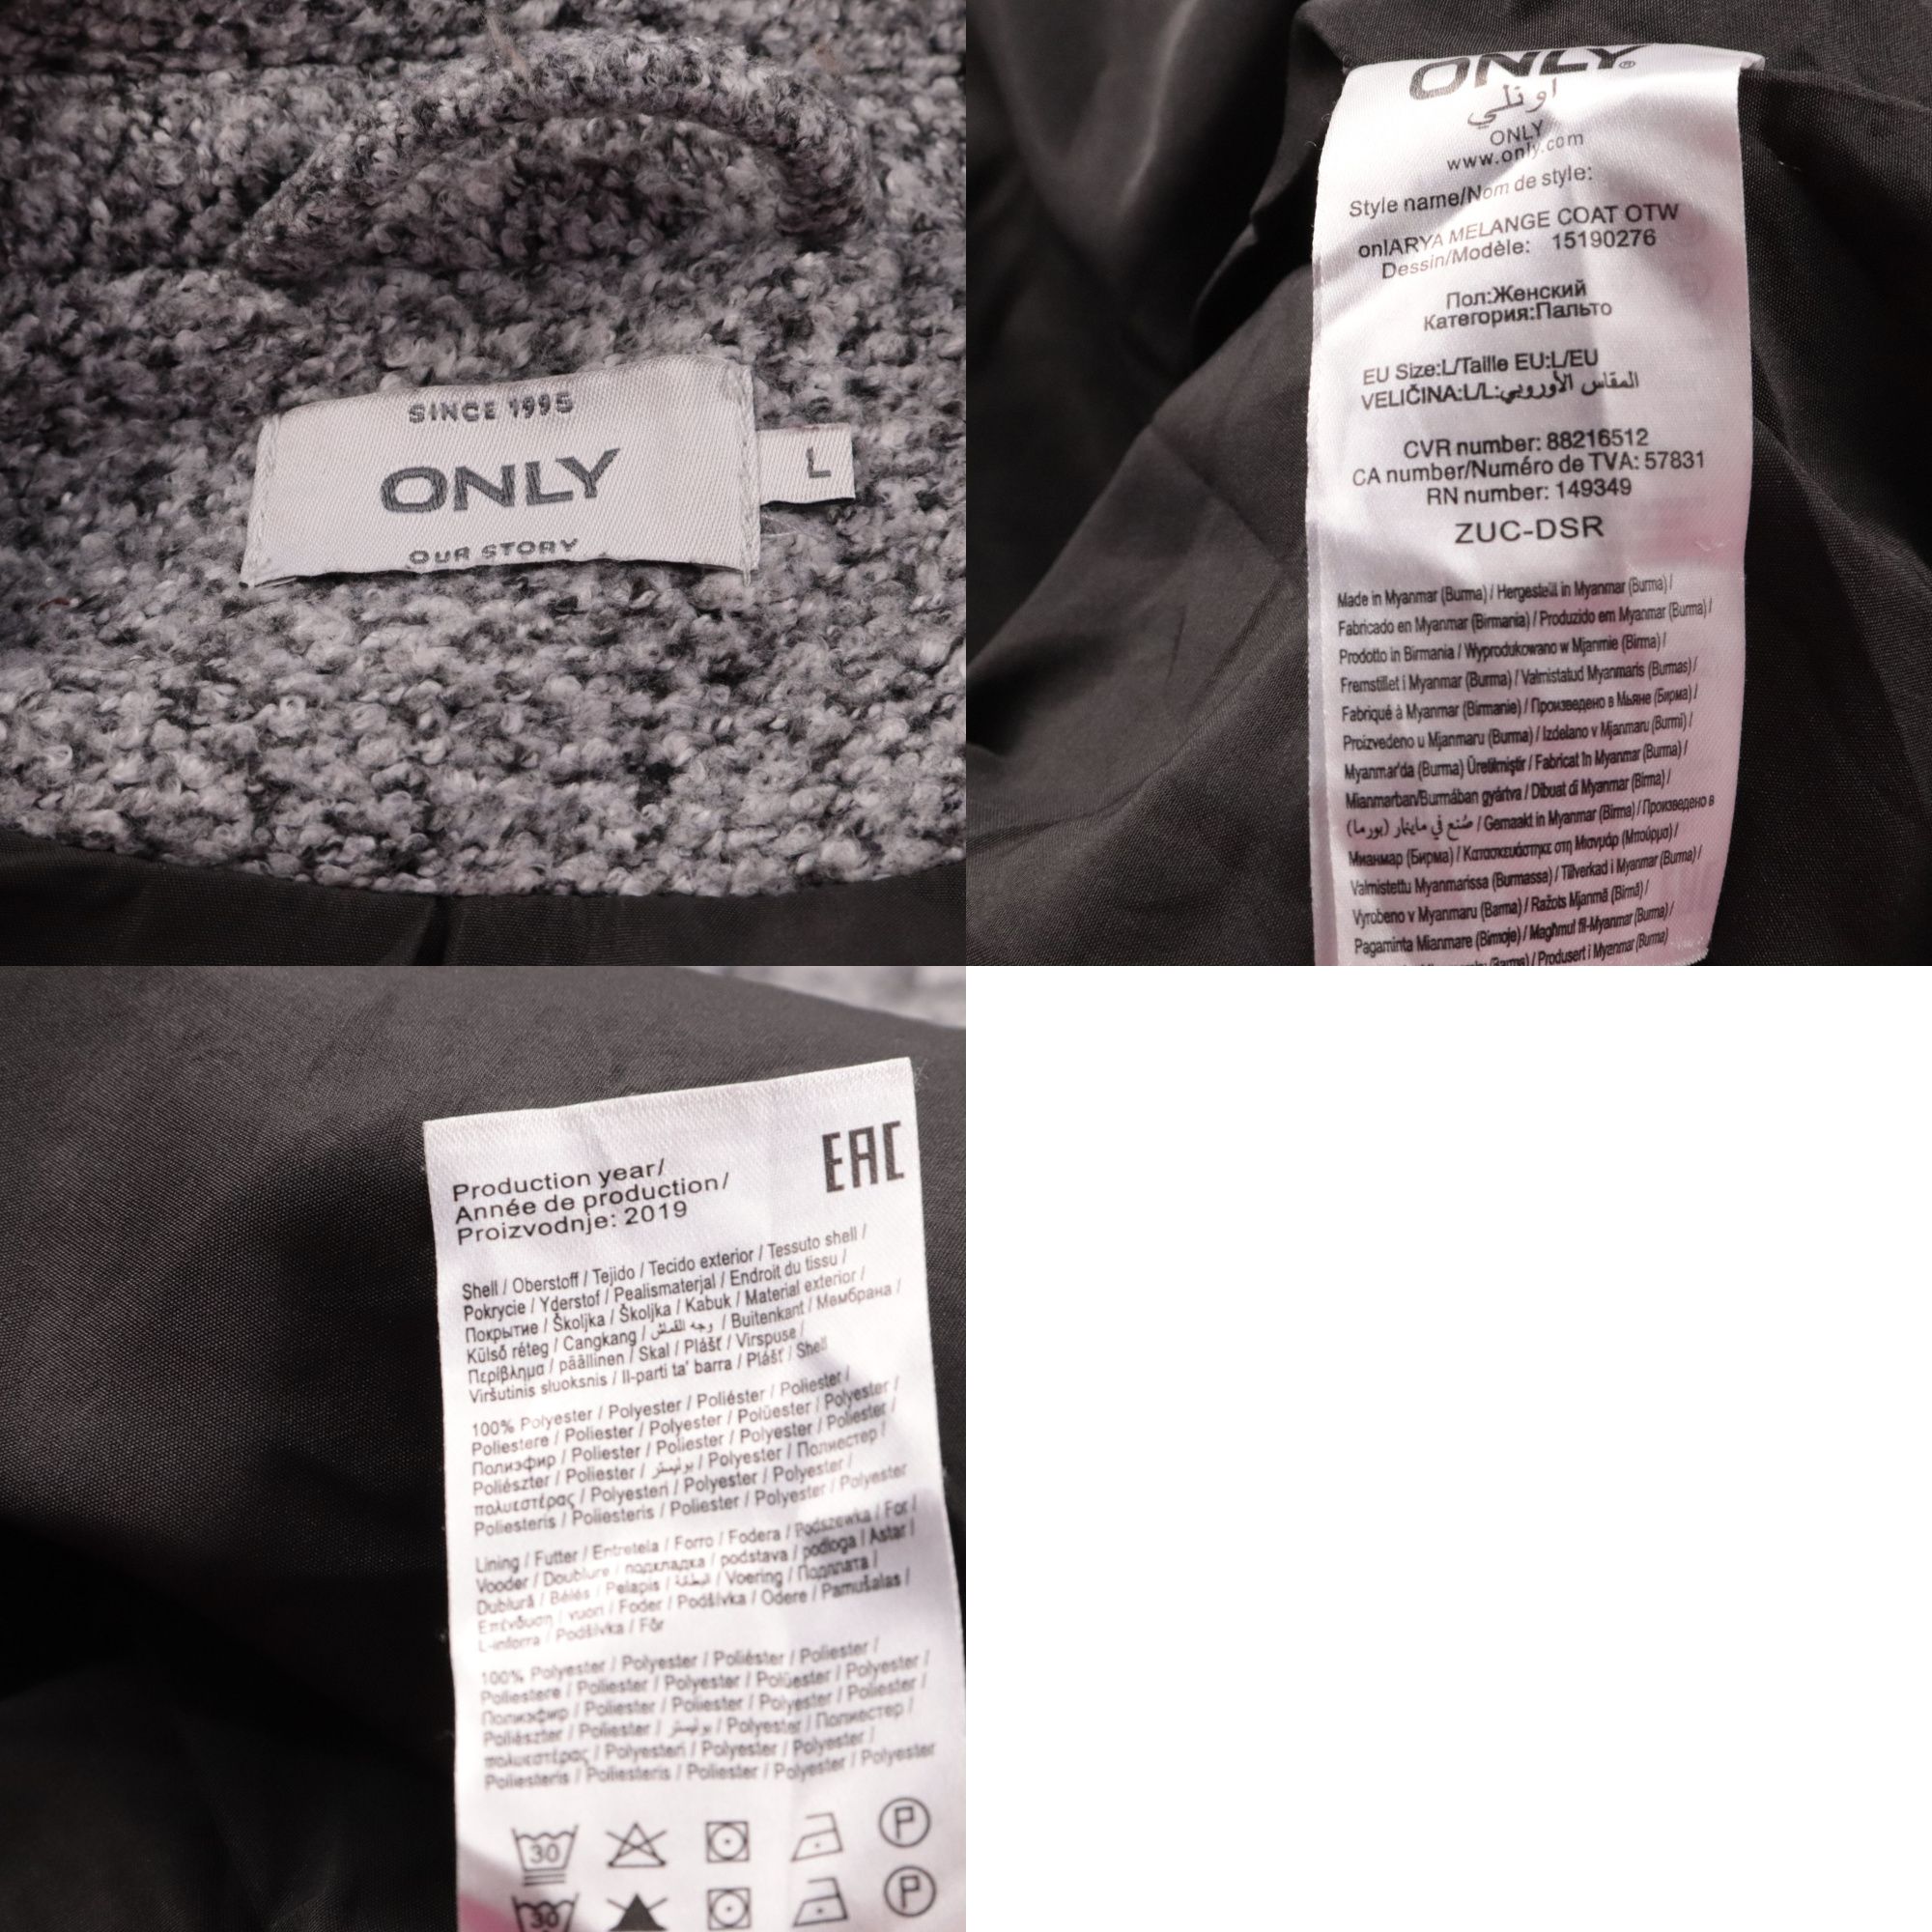 SINCE 1995
ONLY
OUR STORY
L
ONLY®
اونلي
ONLY
www.only.com
Style name/Nom de style:
onlARYA MELANGE COAT OTW
Dessin/Modèle: 15190276
Пол:Женский
Категория:Пальто
EU Size:L/Taille EU:L/EU
VELIČINA:L/L:المقاس الأوروبي
CVR number: 88216512
CA number/Numéro de TVA: 57831
RN number: 149349
ZUC-DSR
Made in Myanmar (Burma) / Hergestellt in Myanmar (Burma) /
Fabricado en Myanmar (Birmania) / Produzido em Myanmar (Burma) /
Prodotto in Birmania / Wyprodukowano w Mjanmie (Birma) /
Fremstillet i Myanmar (Burma) / Valmistatud Myanmaris (Burmas) /
Fabriqué à Myanmar (Birmanie) / Произведено в Мьяне (Бирма) /
Proizvedeno u Mjanmaru (Burma) / Izdelano v Mjanmaru (Burmi) /
Myanmar'da (Burma) Üretilmiştir / Fabricat în Myanmar (Burma) /
Mianmarban/Burmában gyártva / Dibuat di Myanmar (Birma) /
صُنع في ماينمار (بورما) / Gemaakt in Myanmar (Birma) / Произведено в
Мианмар (Бирма) / Κατασκευάστηκε στη Μιανμάρ (Μπούρμα) /
Valmistettu Myanmarissa (Burmassa) / Tillverkad i Myanmar (Burma) /
Vyrobeno v Myanmaru (Barma) / Ražots Mjanmā (Birmā) /
Pagaminta Mianmare (Birmoje) / Magħmul fil-Myanmar (Burma) /
(Barma) / Produsert i Myanmar (Burma)
EAC
Production year/
Année de production/
Proizvodnje: 2019
Shell / Oberstoff / Tejido / Tecido exterior / Tessuto shell /
Pokrycie / Yderstof / Pealismaterjal / Endroit du tissu /
Покрытие / Školjka / Školjka / Kabuk / Material exterior /
Külső réteg / Cangkang / وجه القماش / Buitenkant / Мембрана /
Περίβλημα / päällinen / Skal / Plášť / Virspuse /
Viršutinis sluoksnis / Il-parti ta' barra / Plášť / Shell
100% Polyester / Polyester / Poliéster / Poliester /
Poliestere / Poliester / Polyester / Polüester / Polyester /
Полиэфир / Poliester / Poliester / Polyester / Poliester /
Poliészter / Poliester / بوليستر / Polyester / Полиестер /
πολυεστέρας / Polyesteri / Polyester / Polyester /
Poliesteris / Poliesteris / Poliester / Polyester / Polyester
Lining / Futter / Entretela / Forro / Fodera / Podszewka / For /
Vooder / Doublure / подкладка / podstava / podloga / Astar /
Dublură / Bélés / Pelapis / البطانة / Voering / Подплата /
Επένδυση / vuori / Foder / Podšívka / Odere / Pamušalas /
L-inforra / Podšívka / Fôr
100% Polyester / Polyester / Poliéster / Poliester /
Poliestere / Poliester / Polyester / Polüester / Polyester /
Полиэфир / Poliester / Poliester / Polyester / Poliester /
Poliészter / Poliester / بوليستر / Polyester / Полиестер /
πολυεστέρας / Polyesteri / Polyester / Polyester /
Poliesteris / Poliesteris / Poliester / Polyester / Polyester
30 P
30 P